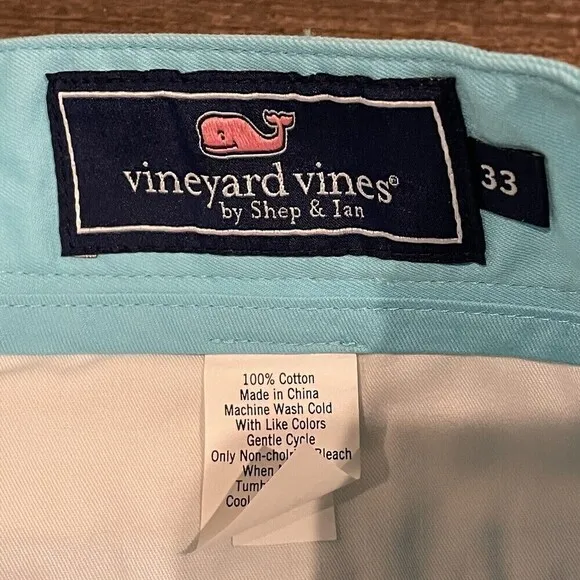 vineyard vines®
by Shep & Ian
33
100% Cotton
Made in China
Machine Wash Cold
With Like Colors
Gentle Cycle
Only Bleach
When
Cool